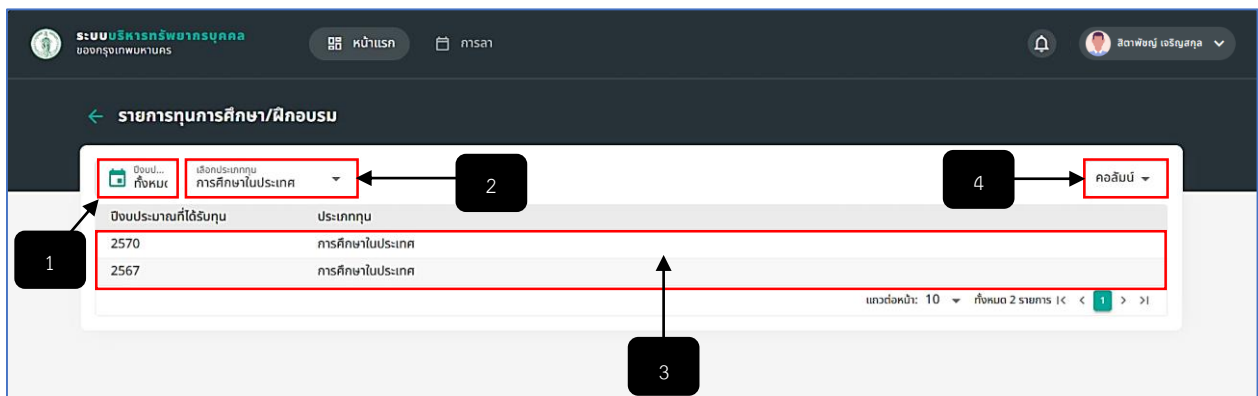 ระบบบริหารทรัพยากรบุคคล
ของกรุงเทพมหานคร
หน้าแรก
การลา
สิตาพัชญ์ เจริญสกุล
รายการทุนการศึกษา/ฝึกอบรม
ปีงบป...
ทั้งหมด
เลือกประเภททุน
การศึกษาในประเทศ
2
4
คอลัมน์
ปีงบประมาณที่ได้รับทุน ประเภททุน
1
2570 การศึกษาในประเทศ
2567 การศึกษาในประเทศ
แถวต่อหน้า: 10 ทั้งหมด 2 รายการ |< < 1 > >|
3